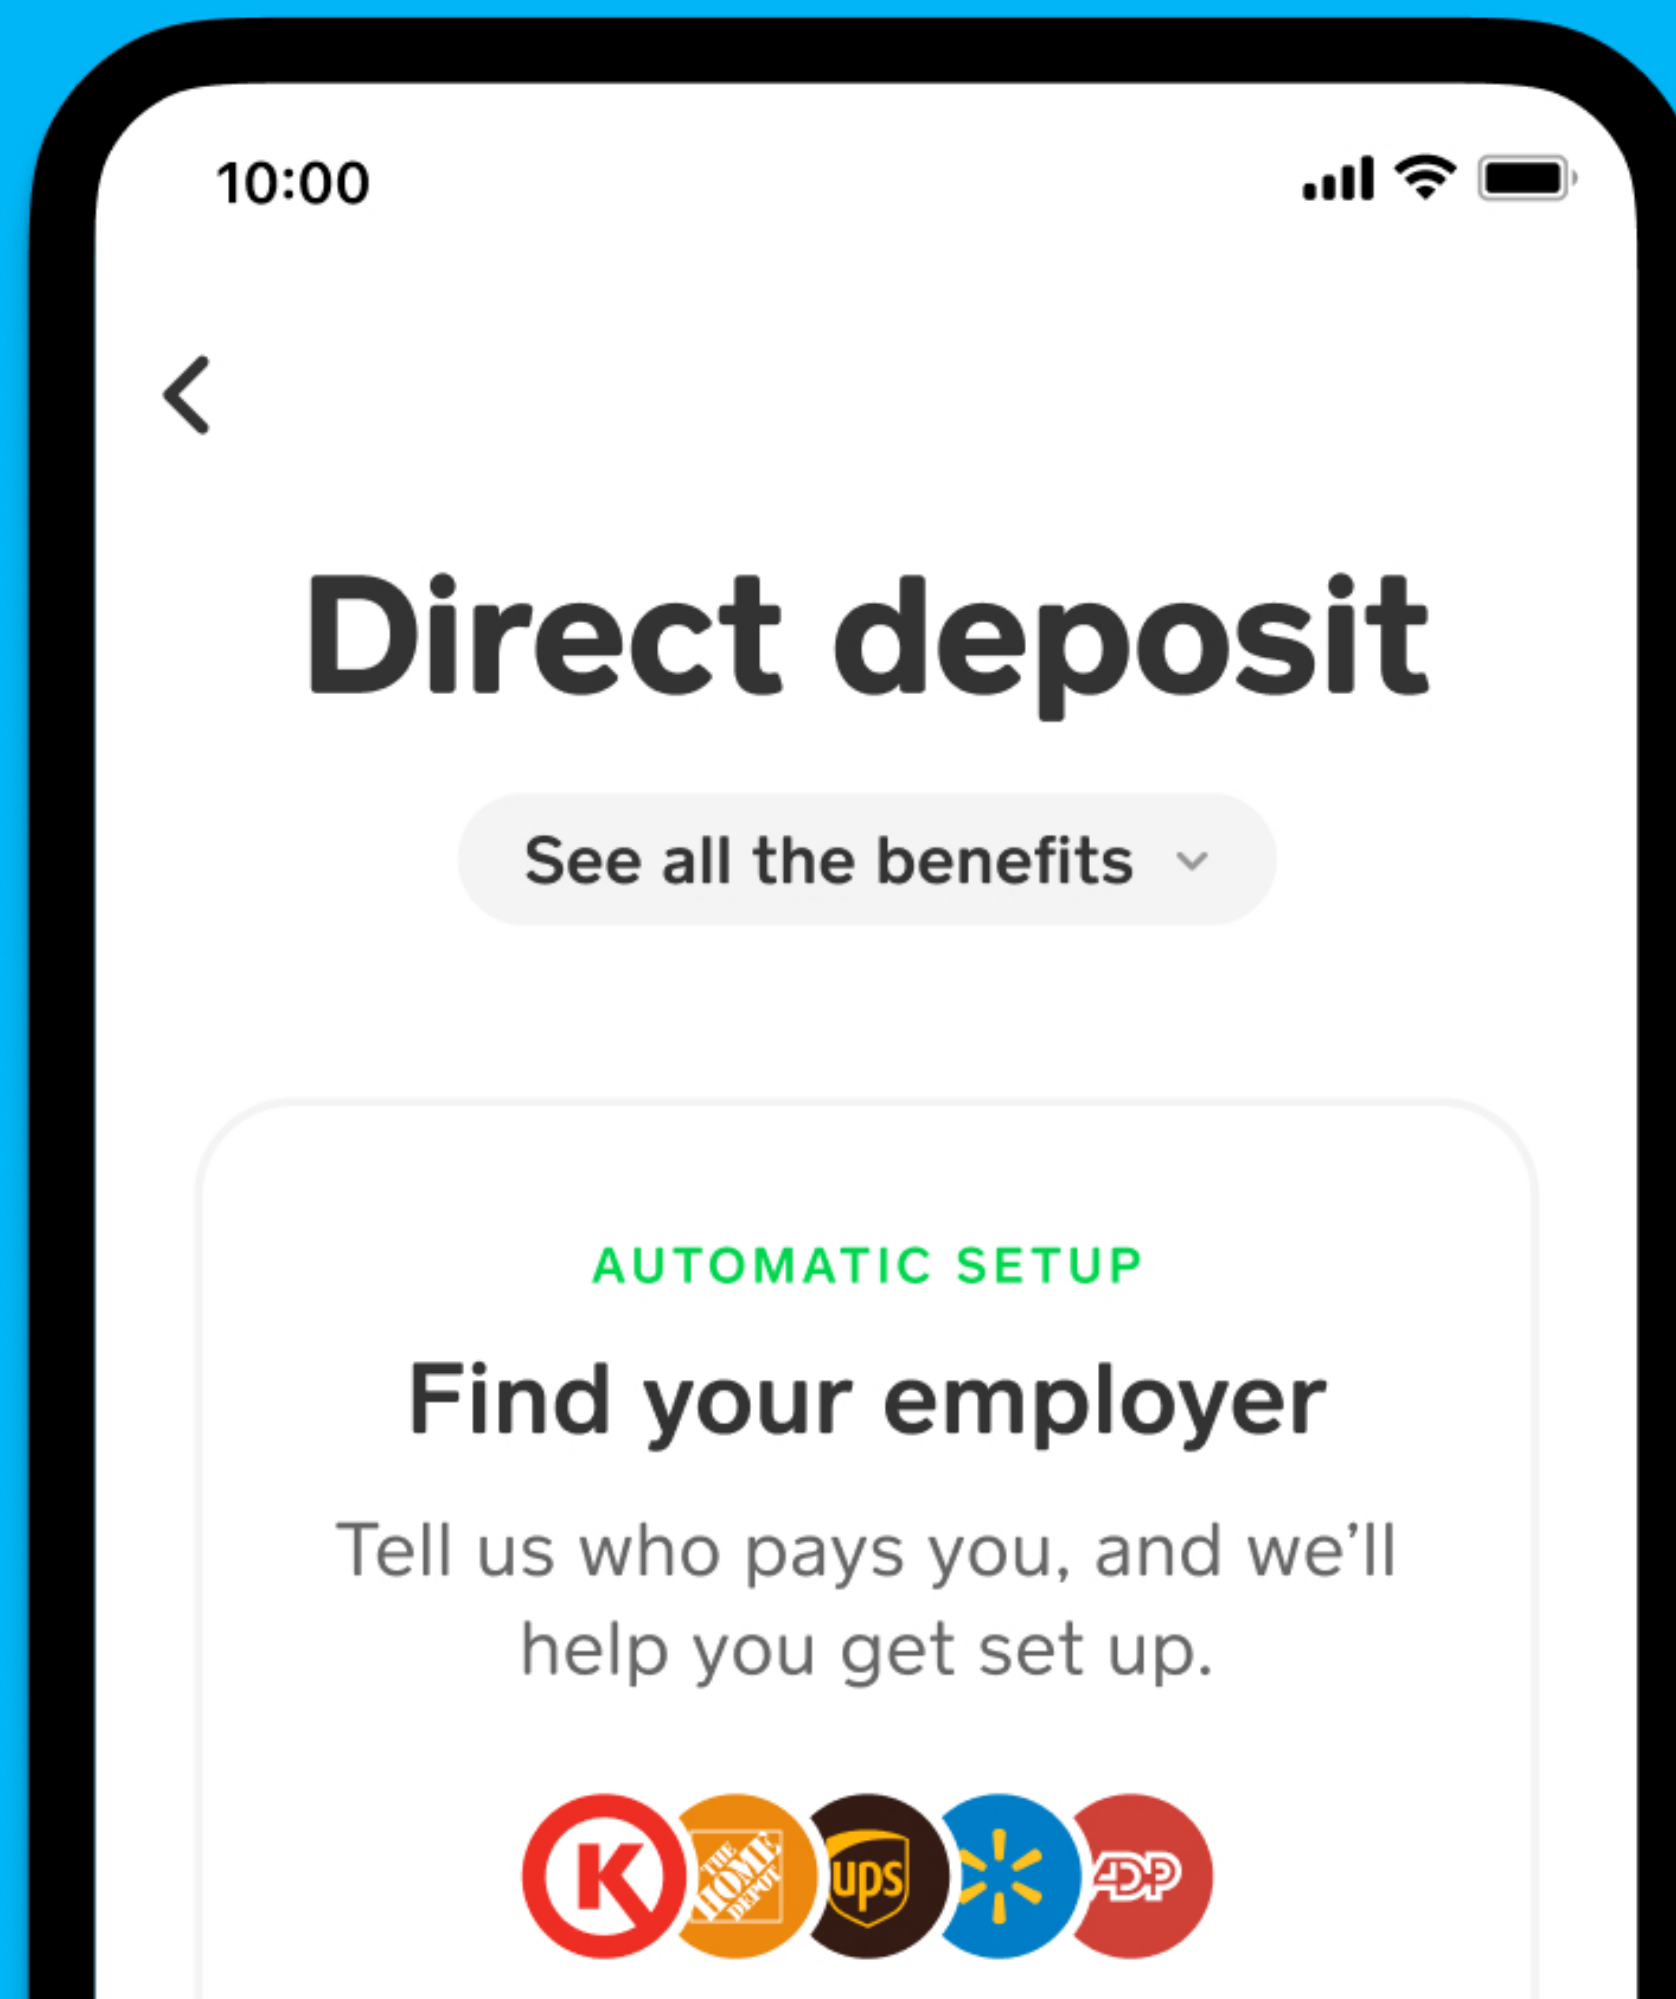 10:00
Direct deposit
See all the benefits
AUTOMATIC SETUP
Find your employer
Tell us who pays you, and we’ll
help you get set up.
K THE HOME DEPOT ups ADP